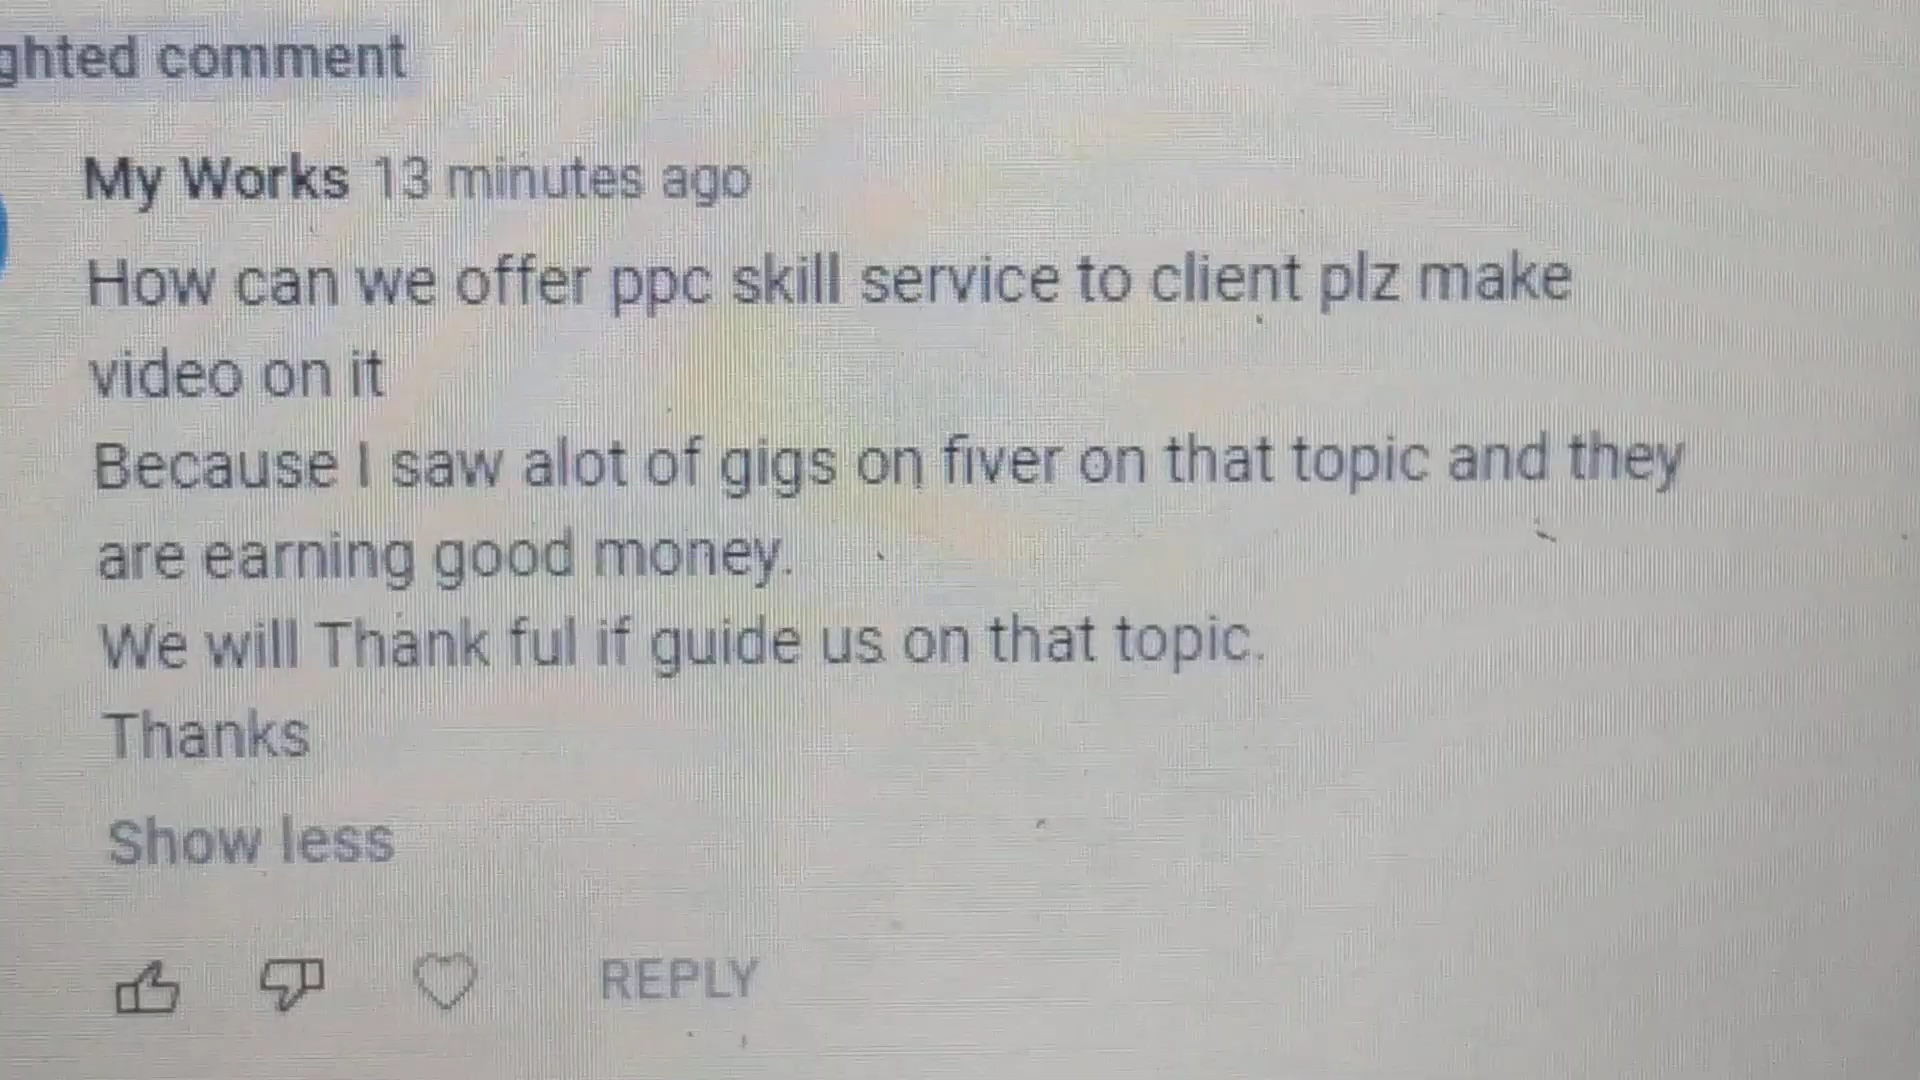 ghted comment
My Works 13 minutes ago
How can we offer ppc skill service to client plz make
video on it
Because I saw alot of gigs on fiver on that topic and they
are earning good money.
We will Thank ful if guide us on that topic.
Thanks
Show less
REPLY